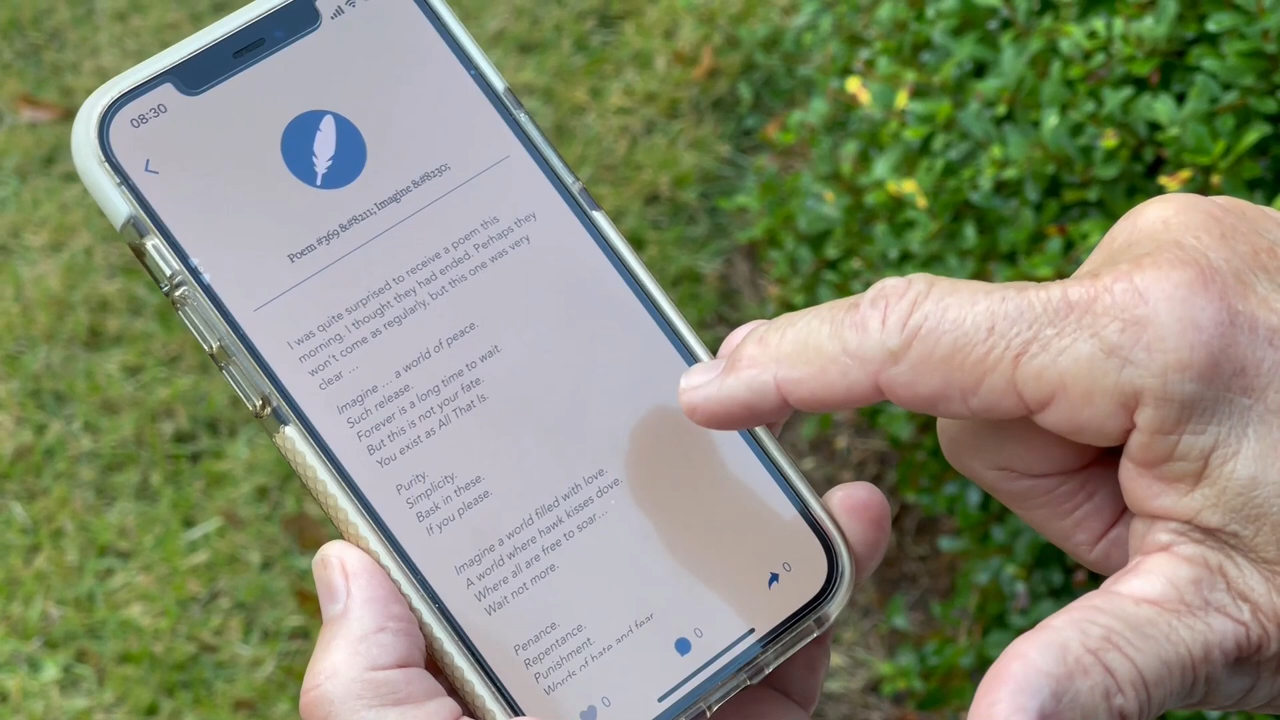 08:30
Poem #369 &#8211; Imagine &#8230;
I was quite surprised to receive a poem this
morning. I thought they had ended. Perhaps they
won't come as regularly, but this one was very
clear ...
Imagine ... a world of peace.
Such release.
Forever is a long time to wait.
But this is not your fate.
You exist as All That Is.
Purity.
Simplicity.
Bask in these.
If you please.
Imagine a world filled with love.
A world where hawk kisses dove.
Where all are free to soar...
Wait not more.
Penance.
Repentance.
Punishment.
Words of hate and fear
0
0
0